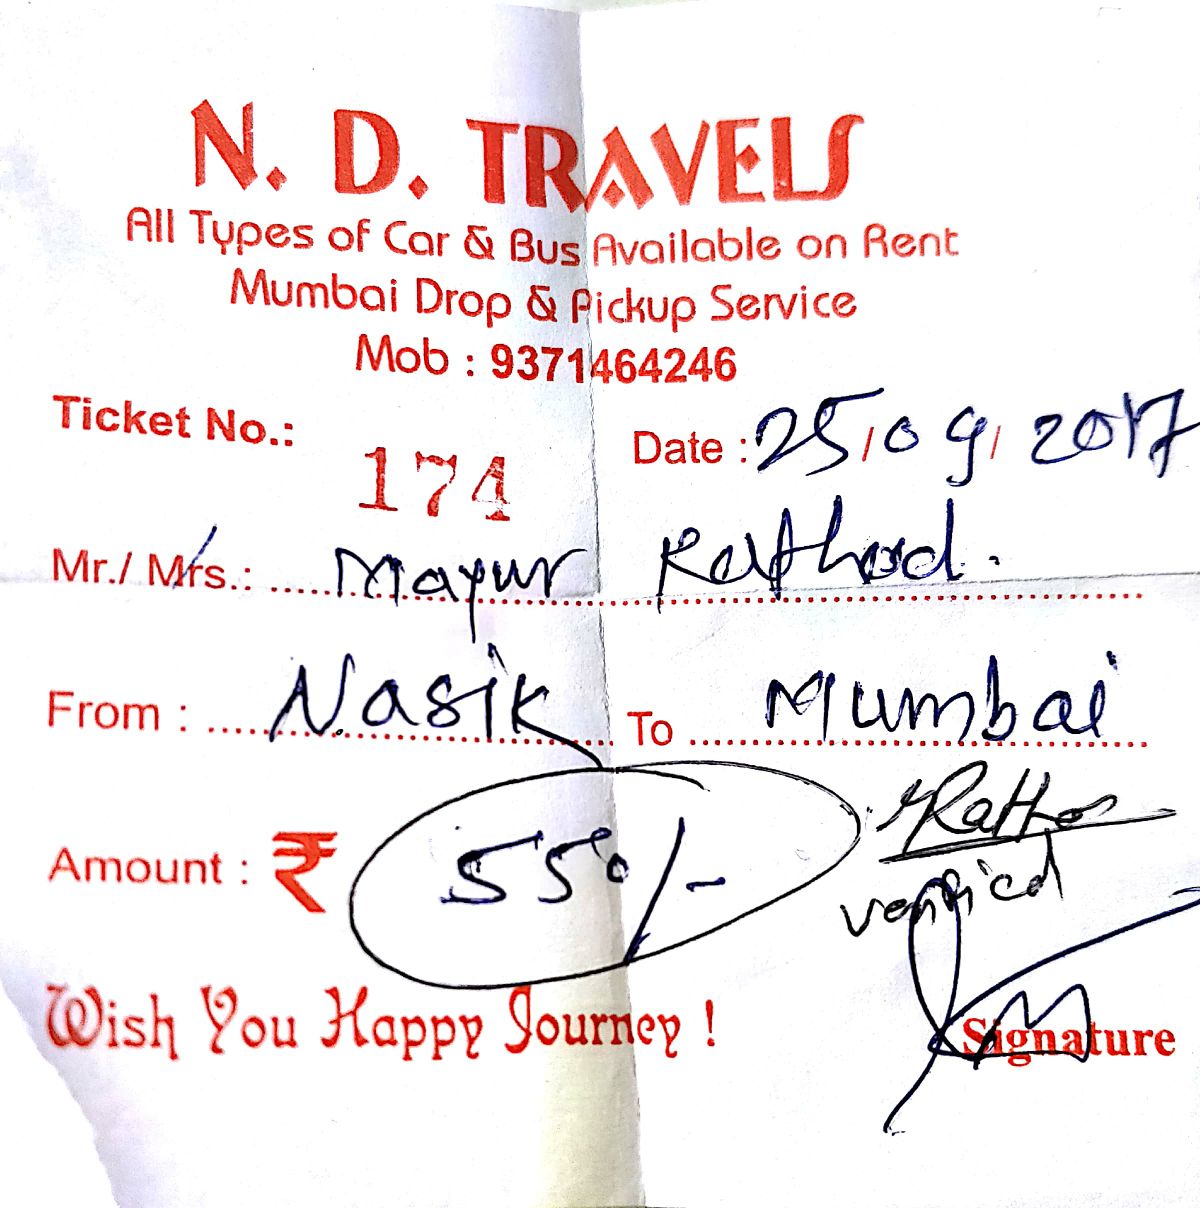 N. D. TRAVELS
All Types of Car & Bus Available on Rent
Mumbai Drop & Pickup Service
Mob : 9371464246
Ticket No.: 174 Date : 25/09/2017
Mr./ Mrs.: Mayur Rathod.
From : Nasik To Mumbai
Amount : ₹ 550/-
verified
Wish You Happy Journey !
Signature